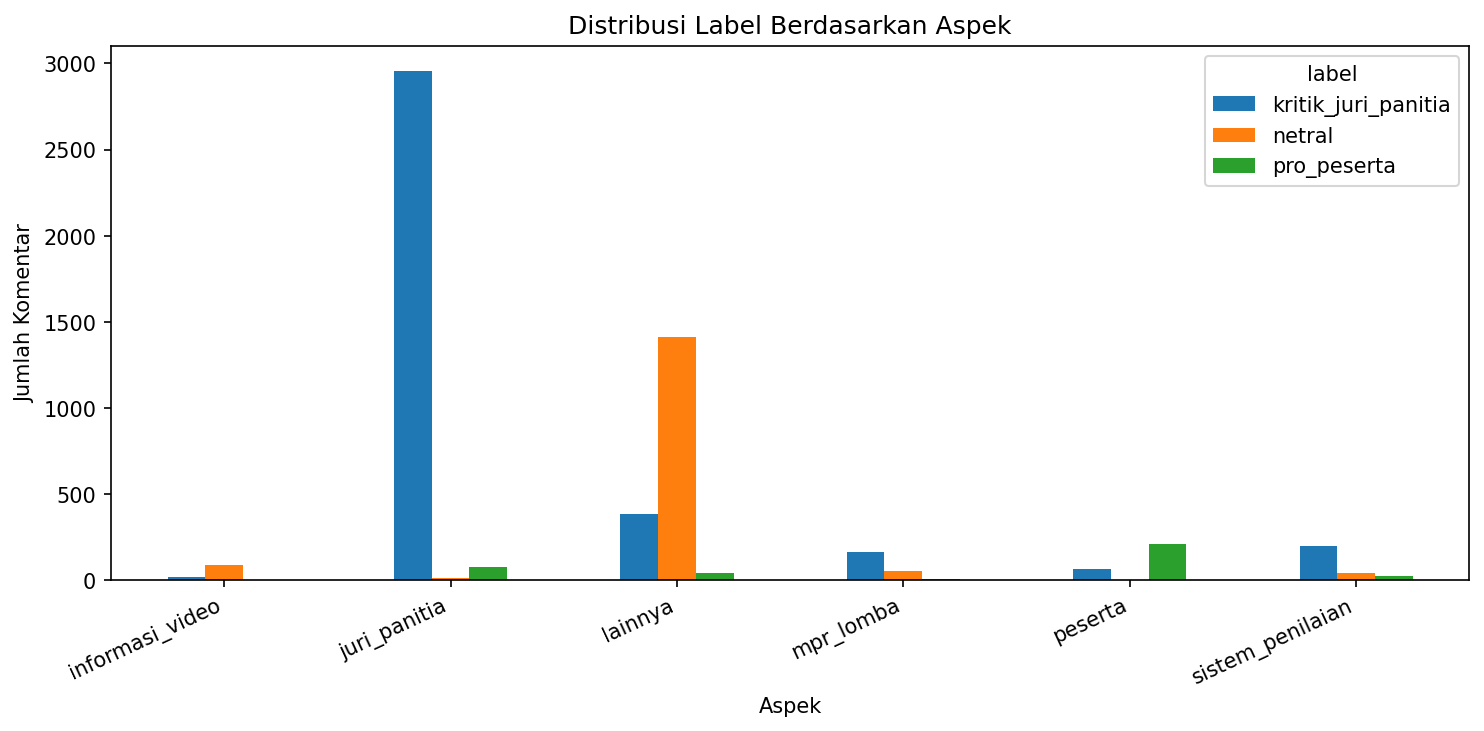 Distribusi Label Berdasarkan Aspek
label
kritik_juri_panitia
netral
pro_peserta
Jumlah Komentar
3000
2500
2000
1500
1000
500
0
informasi_video
juri_panitia
lainnya
mpr_lomba
peserta
sistem_penilaian
Aspek